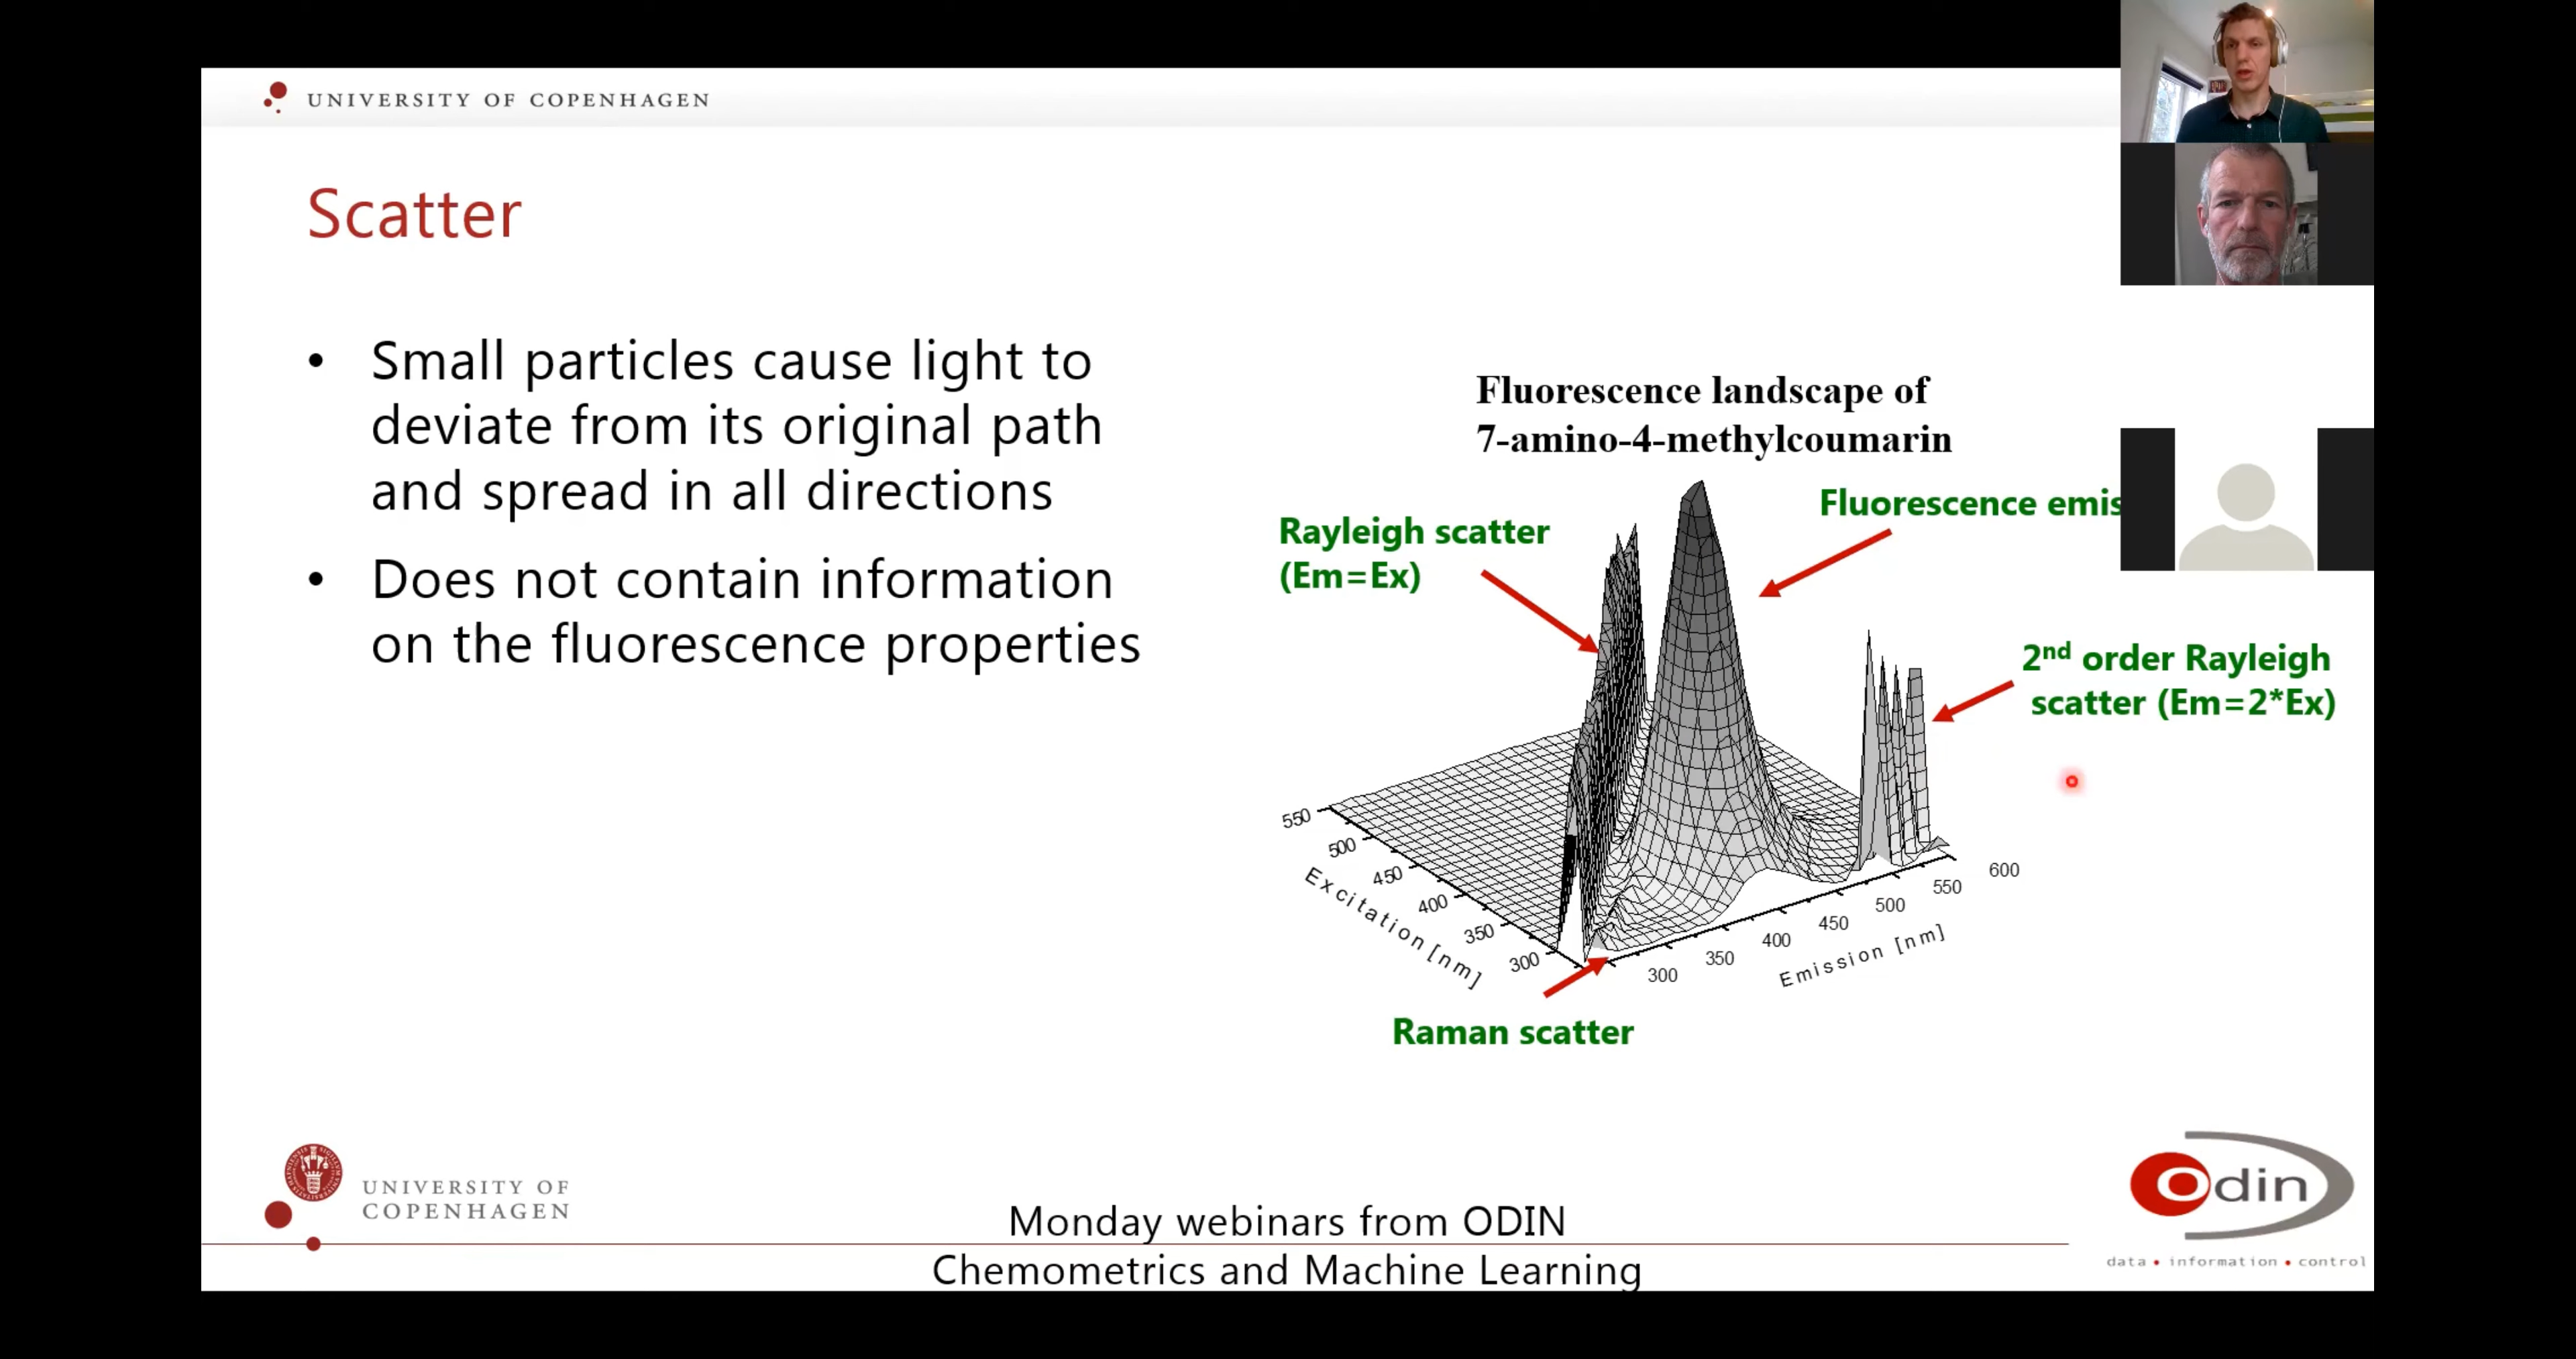 UNIVERSITY OF COPENHAGEN
Scatter
• Small particles cause light to
deviate from its original path
and spread in all directions
• Does not contain information
on the fluorescence properties
Fluorescence landscape of
7-amino-4-methylcoumarin
Rayleigh scatter
(Em=Ex)
Fluorescence emis
2nd order Rayleigh
scatter (Em=2*Ex)
550
500
450
400
350
300
Excitation [nm]
300
350
400
450
500
550
600
Emission [nm]
Raman scatter
UNIVERSITY OF
COPENHAGEN
Monday webinars from ODIN
Chemometrics and Machine Learning
Odin
data • information • control